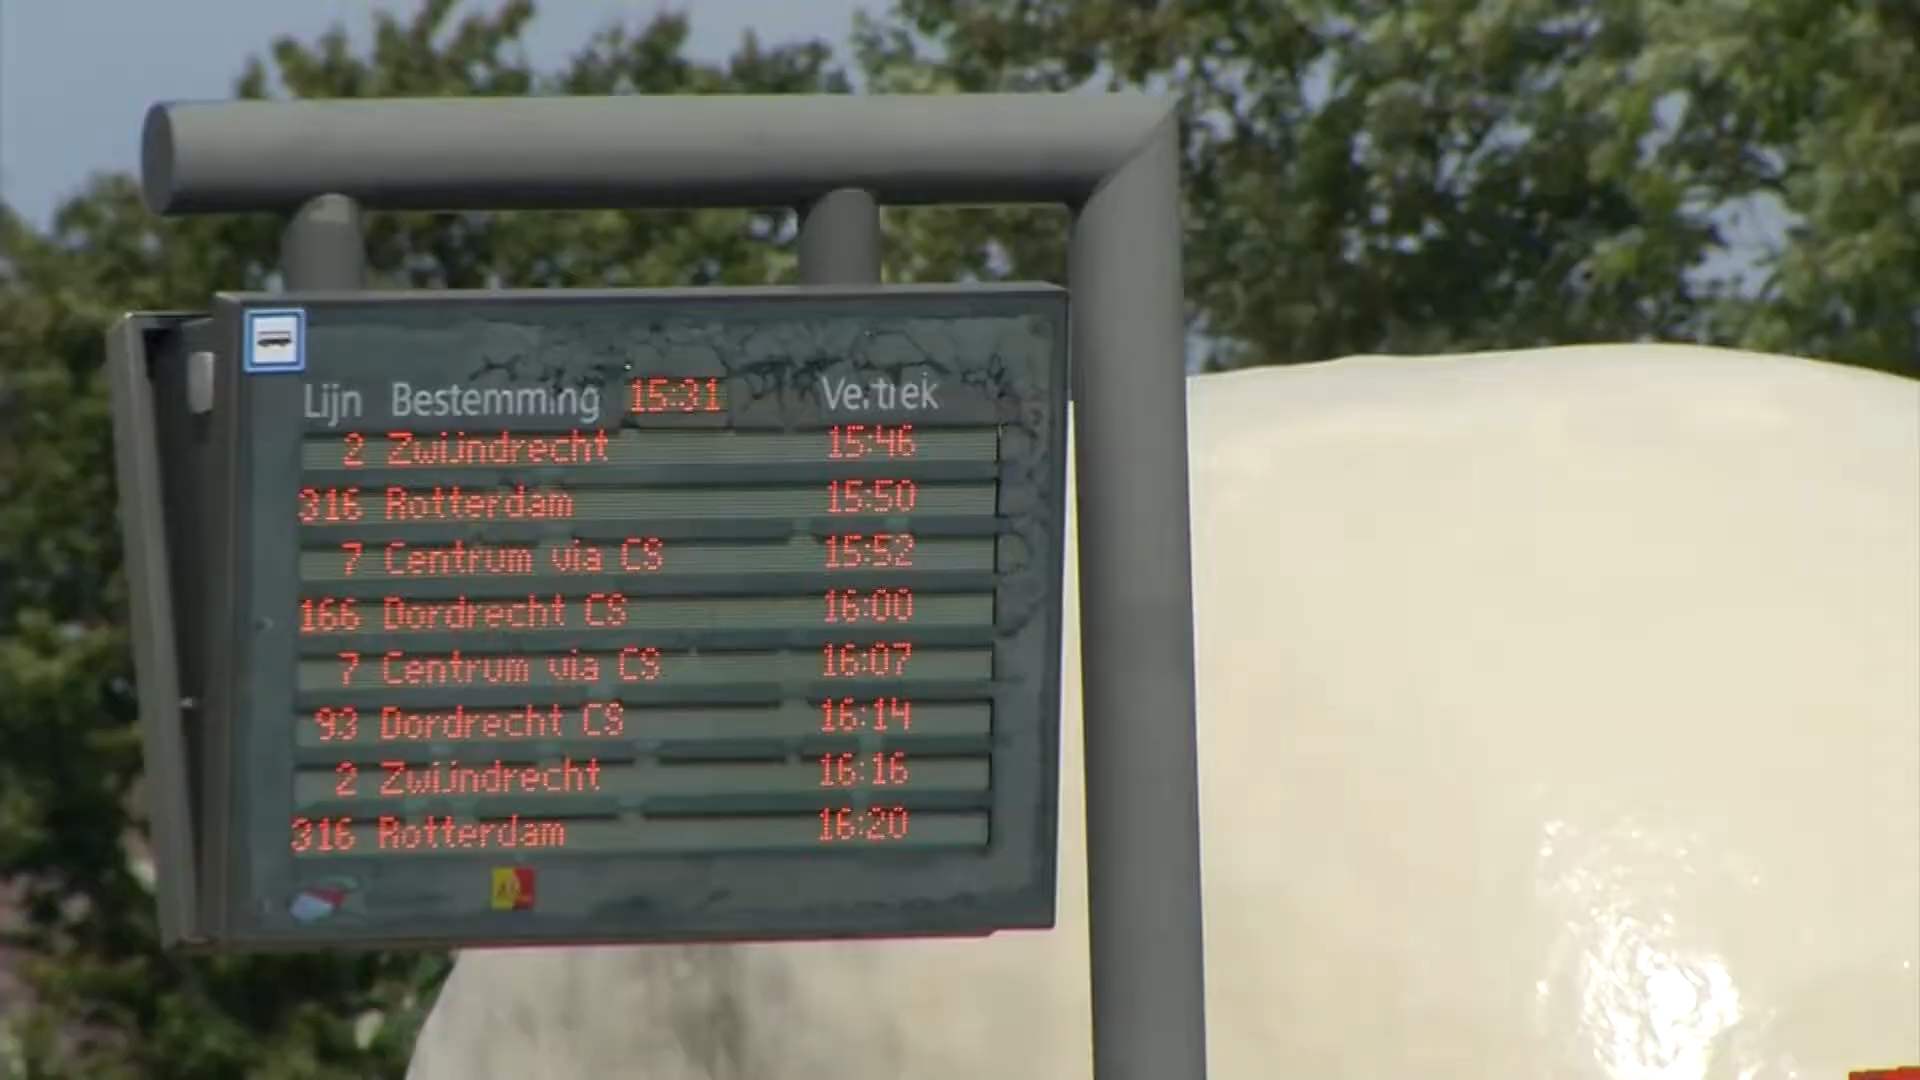 Lijn Bestemming 15:31 Vertrek
2 Zwijndrecht 15:46
316 Rotterdam 15:50
7 Centrum via CS 15:52
166 Dordrecht CS 16:00
7 Centrum via CS 16:07
93 Dordrecht CS 16:14
2 Zwijndrecht 16:16
316 Rotterdam 16:20